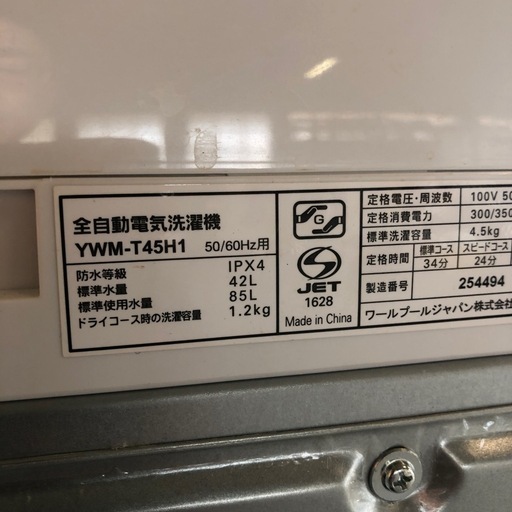 全自動電気洗濯機
YWM-T45H1 50/60Hz用
防水等級 IPX4
標準水量 42L
標準使用水量 85L
ドライコース時の洗濯容量 1.2kg
G
JET
1628
Made in China
定格電圧・周波数 100V 50
定格消費電力 300/350
標準洗濯容量 4.5kg
定格時間 標準コース スピードコース
34分 24分
製造番号 254494
ワールプールジャパン株式会